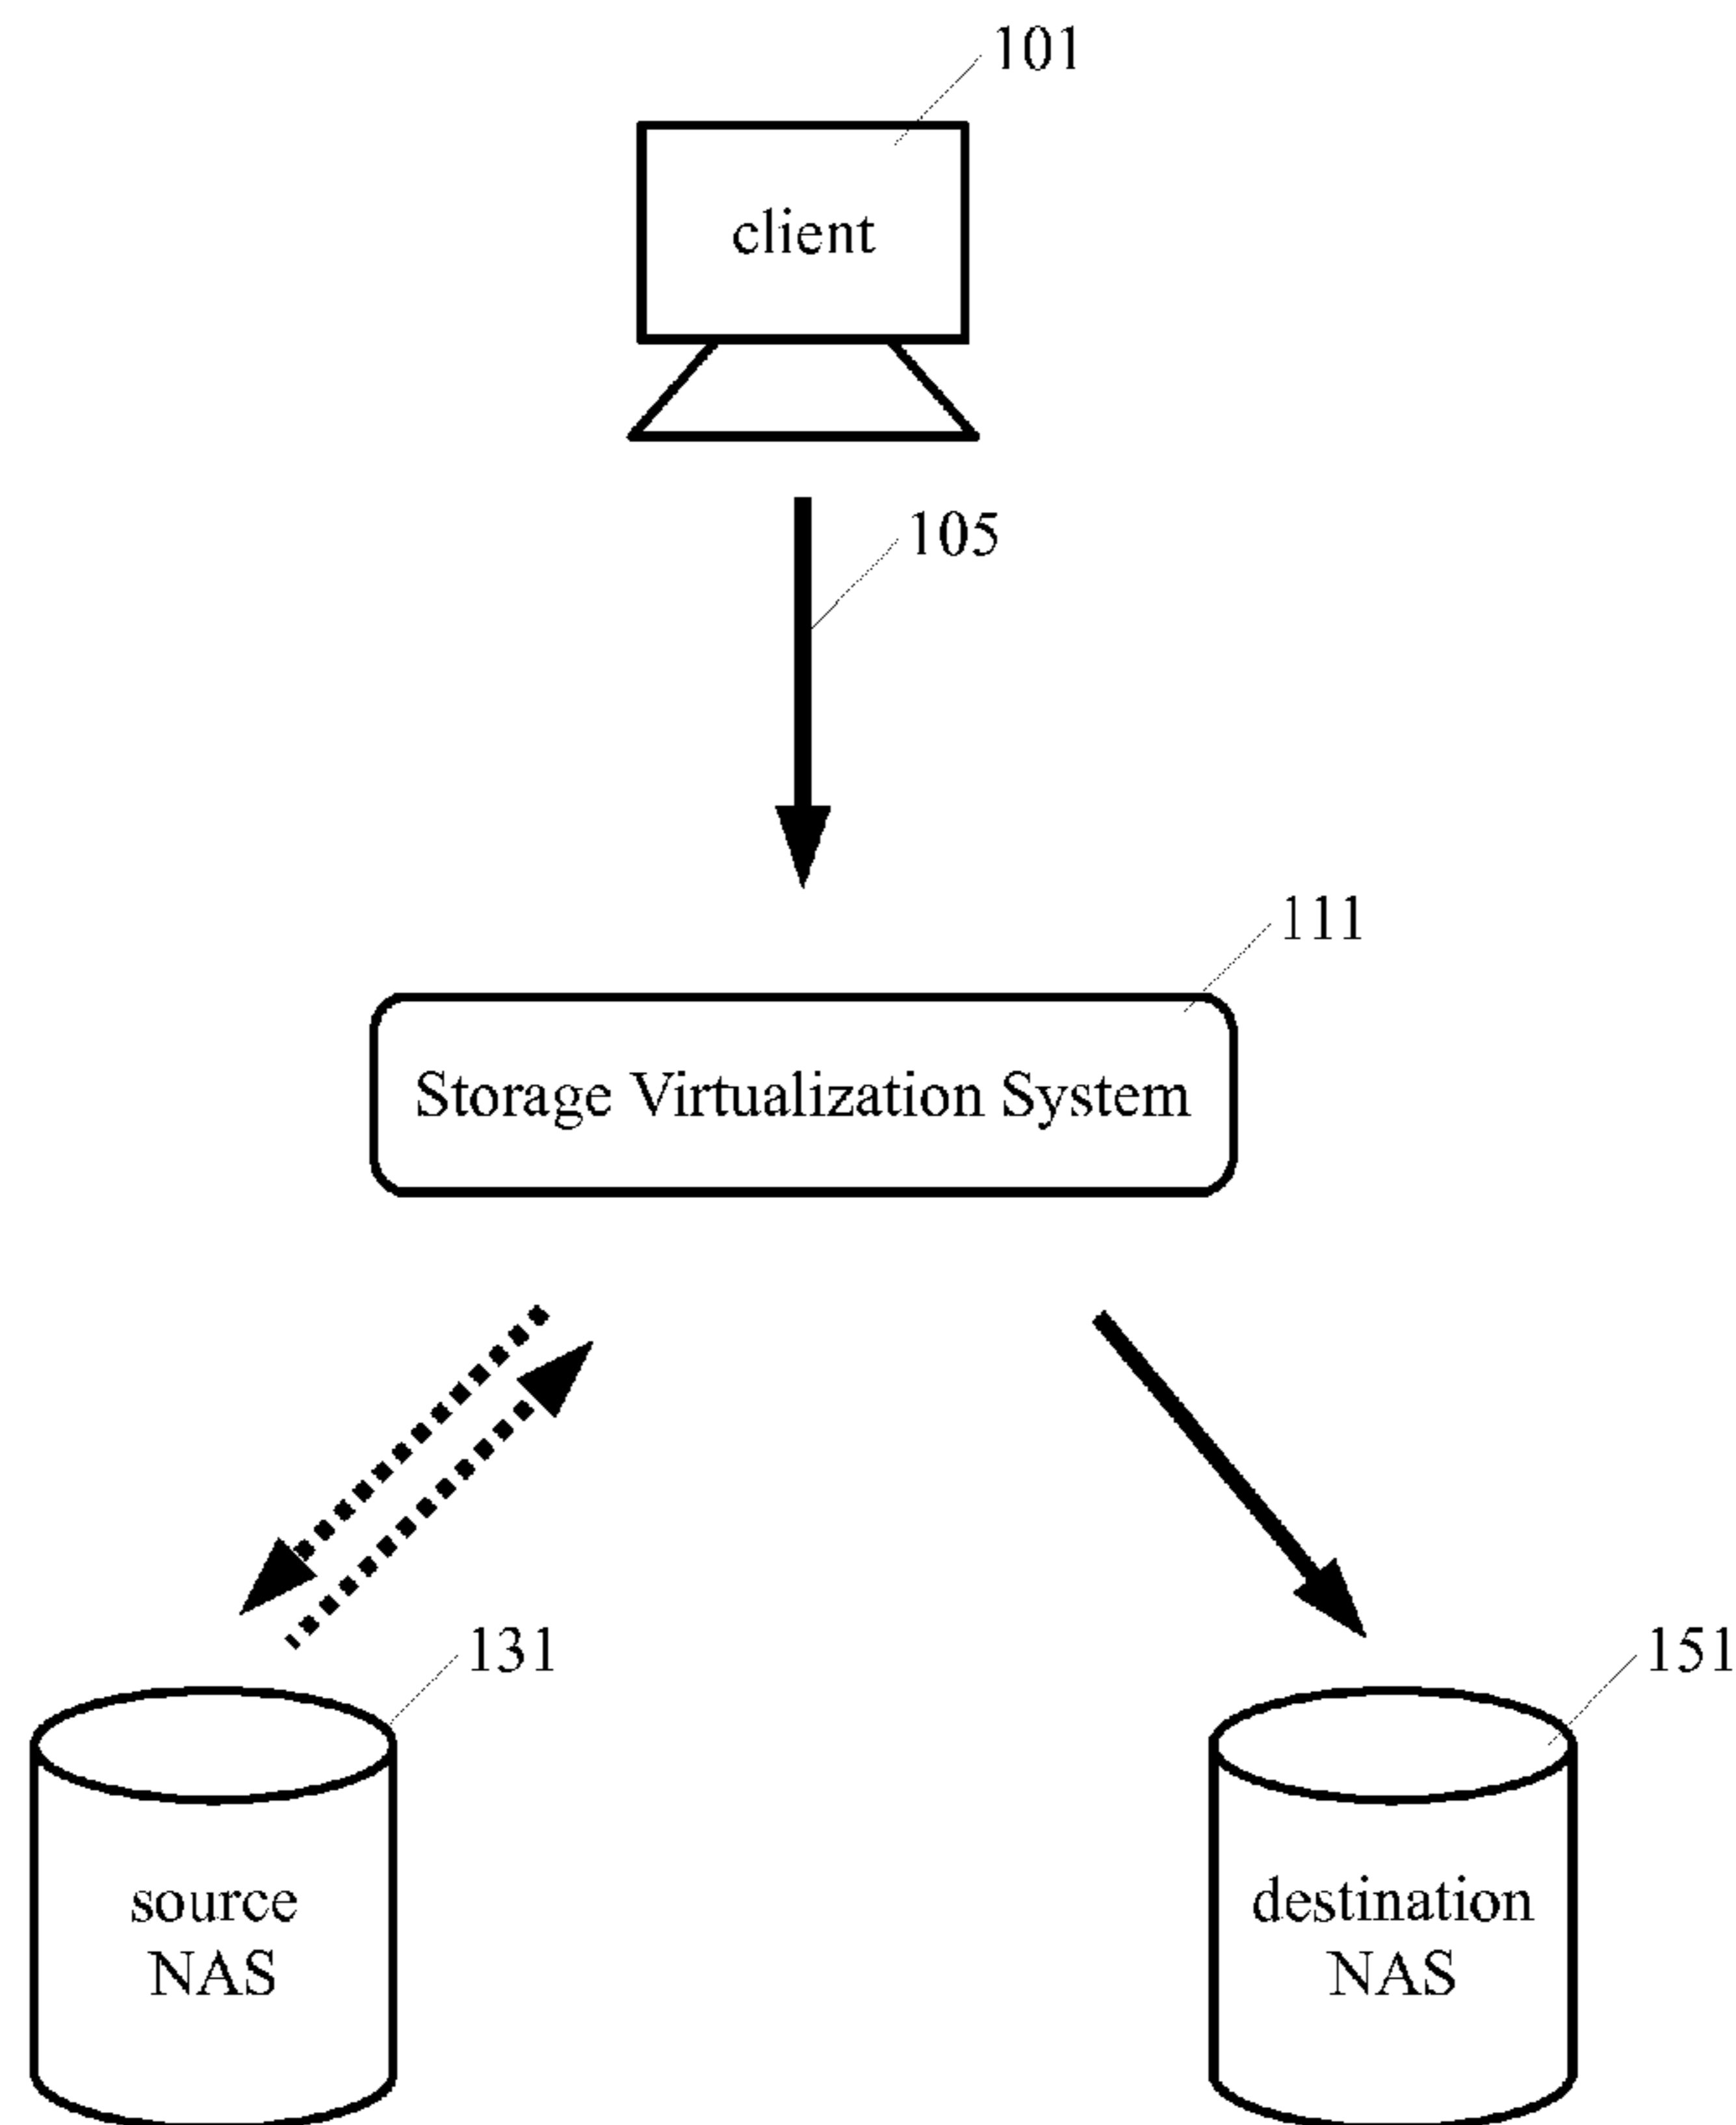 101
client
105
111
Storage Virtualization System
131
151
source
NAS
destination
NAS